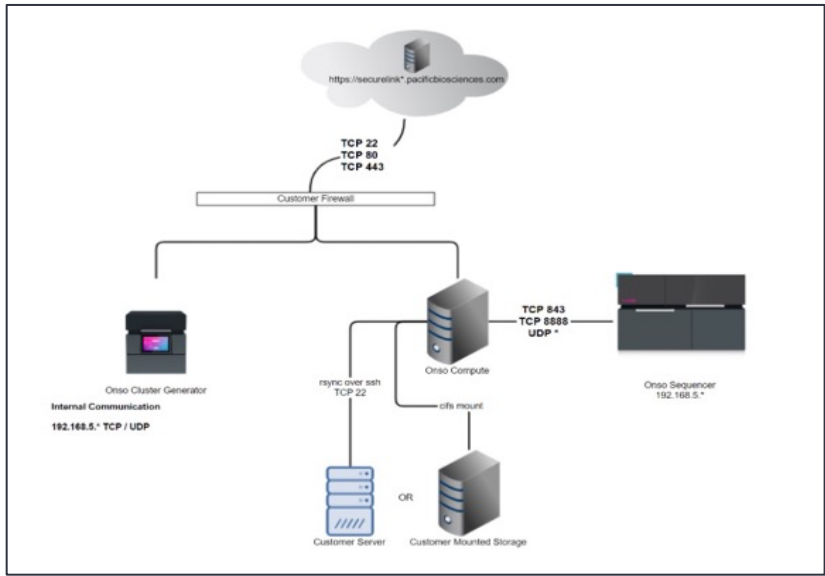 https://securelink*.pacificbiosciences.com
TCP 22
TCP 80
TCP 443
Customer Firewall
TCP 843
TCP 8888
UDP *
Onso Compute
Onso Cluster Generator
Internal Communication
192.168.5.* TCP / UDP
Onso Sequencer
192.168.5.*
rsync over ssh
TCP 22
cifs mount
OR
Customer Server
Customer Mounted Storage